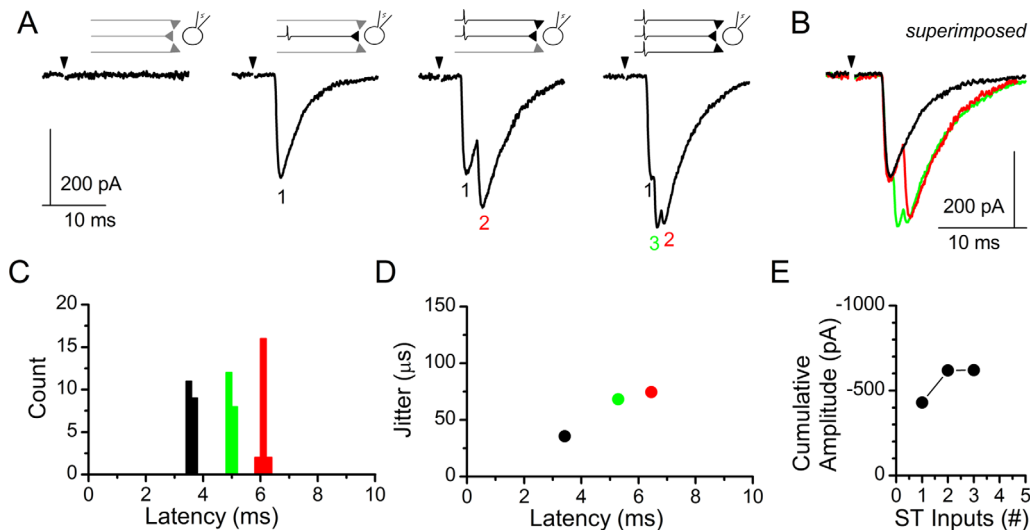 A
B
superimposed
s
s
s
s
1
1
2
1
3
2
200 pA
10 ms
200 pA
10 ms
C
Count
20
15
10
5
0
0 2 4 6 8 10
Latency (ms)
D
Jitter (μs)
150
100
50
0
0 2 4 6 8 10
Latency (ms)
E
Cumulative
Amplitude (pA)
-1000
-500
0
0 1 2 3 4 5
ST Inputs (#)